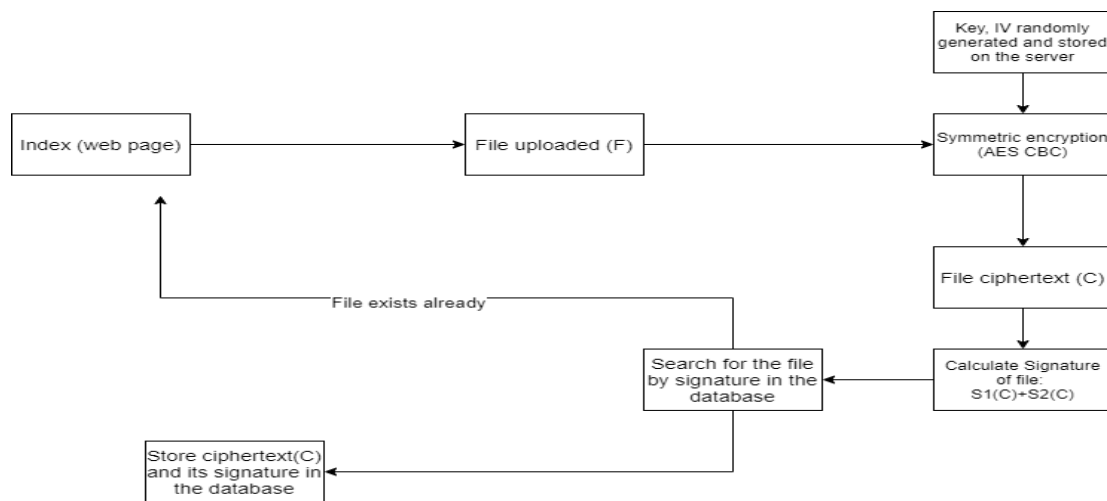 Key, IV randomly
generated and stored
on the server
Index (web page)
File uploaded (F)
Symmetric encryption
(AES CBC)
File ciphertext (C)
File exists already
Search for the file
by signature in the
database
Calculate Signature
of file:
S1(C)+S2(C)
Store ciphertext(C)
and its signature in
the database